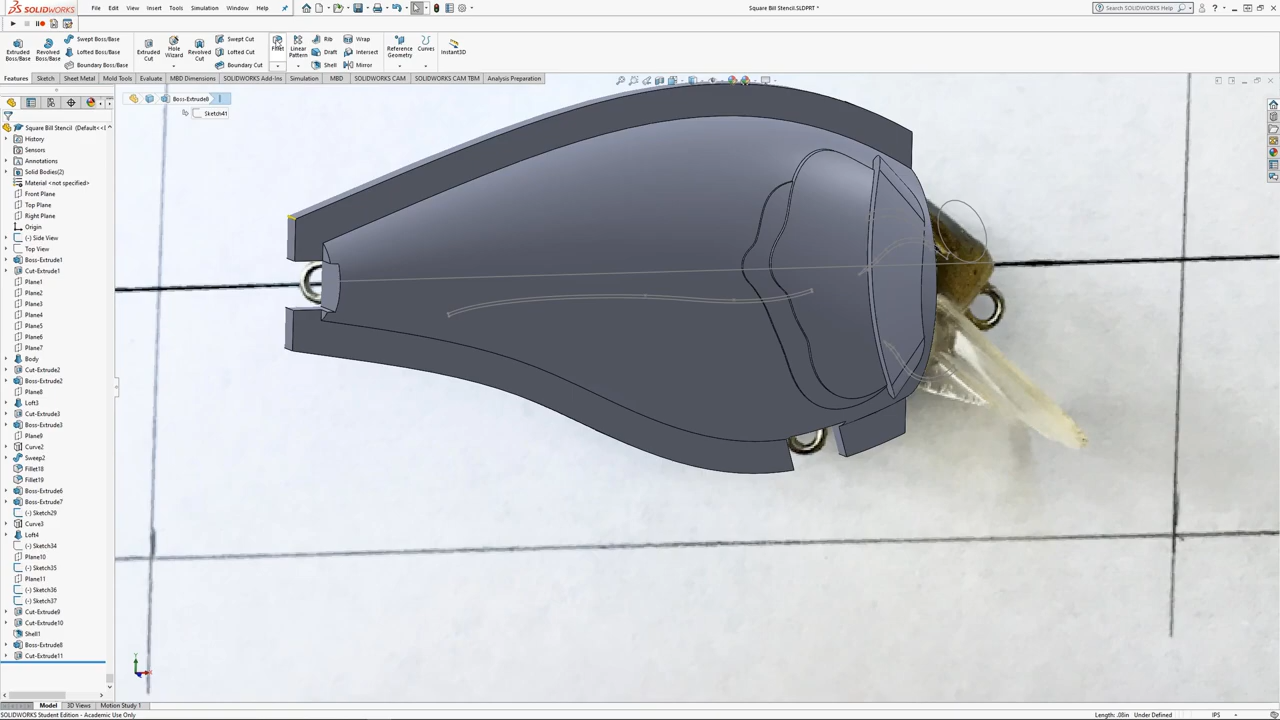 SOLIDWORKS
File
Edit
View
Insert
Tools
Simulation
Window
Help
Square Bill Stencil.SLDPRT *
Search SOLIDWORKS Help
Extruded Boss/Base
Revolved Boss/Base
Swept Boss/Base
Lofted Boss/Base
Boundary Boss/Base
Extruded Cut
Hole Wizard
Revolved Cut
Swept Cut
Lofted Cut
Boundary Cut
Fillet
Linear Pattern
Rib
Draft
Shell
Wrap
Intersect
Mirror
Reference Geometry
Curves
Instant3D
Features
Sketch
Sheet Metal
Mold Tools
Evaluate
MBD Dimensions
SOLIDWORKS Add-Ins
Simulation
MBD
SOLIDWORKS CAM
SOLIDWORKS CAM TBM
Analysis Preparation
Boss-Extrude8
Sketch41
Square Bill Stencil (Default<<D
History
Sensors
Annotations
Solid Bodies(2)
Material <not specified>
Front Plane
Top Plane
Right Plane
Origin
(-) Side View
Top View
Boss-Extrude1
Cut-Extrude1
Plane1
Plane2
Plane3
Plane4
Plane5
Plane6
Plane7
Body
Cut-Extrude2
Boss-Extrude2
Plane8
Loft3
Cut-Extrude3
Boss-Extrude3
Plane9
Curve2
Sweep2
Fillet18
Fillet19
Boss-Extrude6
Boss-Extrude7
(-) Sketch29
Curve3
Loft4
(-) Sketch34
Plane10
(-) Sketch35
Plane11
(-) Sketch36
(-) Sketch37
Cut-Extrude9
Cut-Extrude10
Shell1
Boss-Extrude8
Cut-Extrude11
Model
3D Views
Motion Study 1
SOLIDWORKS Student Edition - Academic Use Only
Length: .08in
IPS